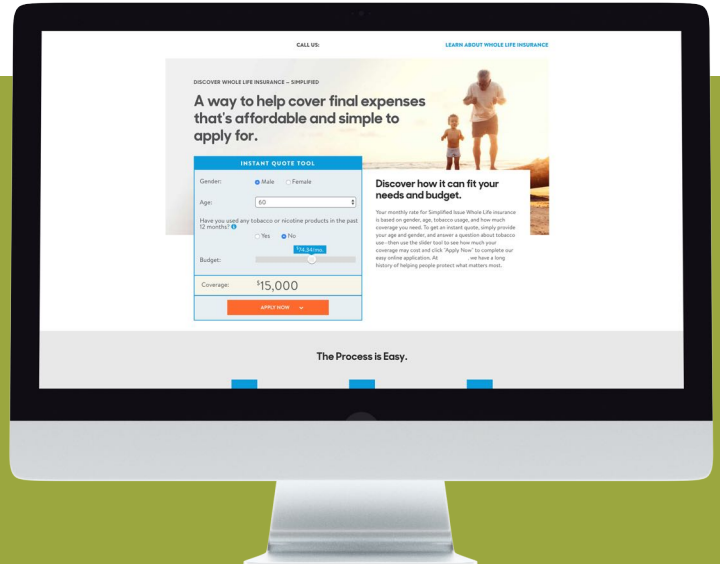 CALL US:
LEARN ABOUT WHOLE LIFE INSURANCE
DISCOVER WHOLE LIFE INSURANCE – SIMPLIFIED
A way to help cover final expenses
that's affordable and simple to
apply for.
INSTANT QUOTE TOOL
Gender:
Male
Female
Age:
60
Have you used any tobacco or nicotine products in the past
12 months?
Yes
No
$74.34/mo.
Budget:
Coverage:
$15,000
APPLY NOW
Discover how it can fit your
needs and budget.
Your monthly rate for Simplified Issue Whole Life insurance
is based on gender, age, tobacco usage, and how much
coverage you need. To get an instant quote, simply provide
your age and gender, and answer a question about tobacco
use–then use the slider tool to see how much your
coverage may cost and click "Apply Now" to complete our
easy online application. At , we have a long
history of helping people protect what matters most.
The Process is Easy.